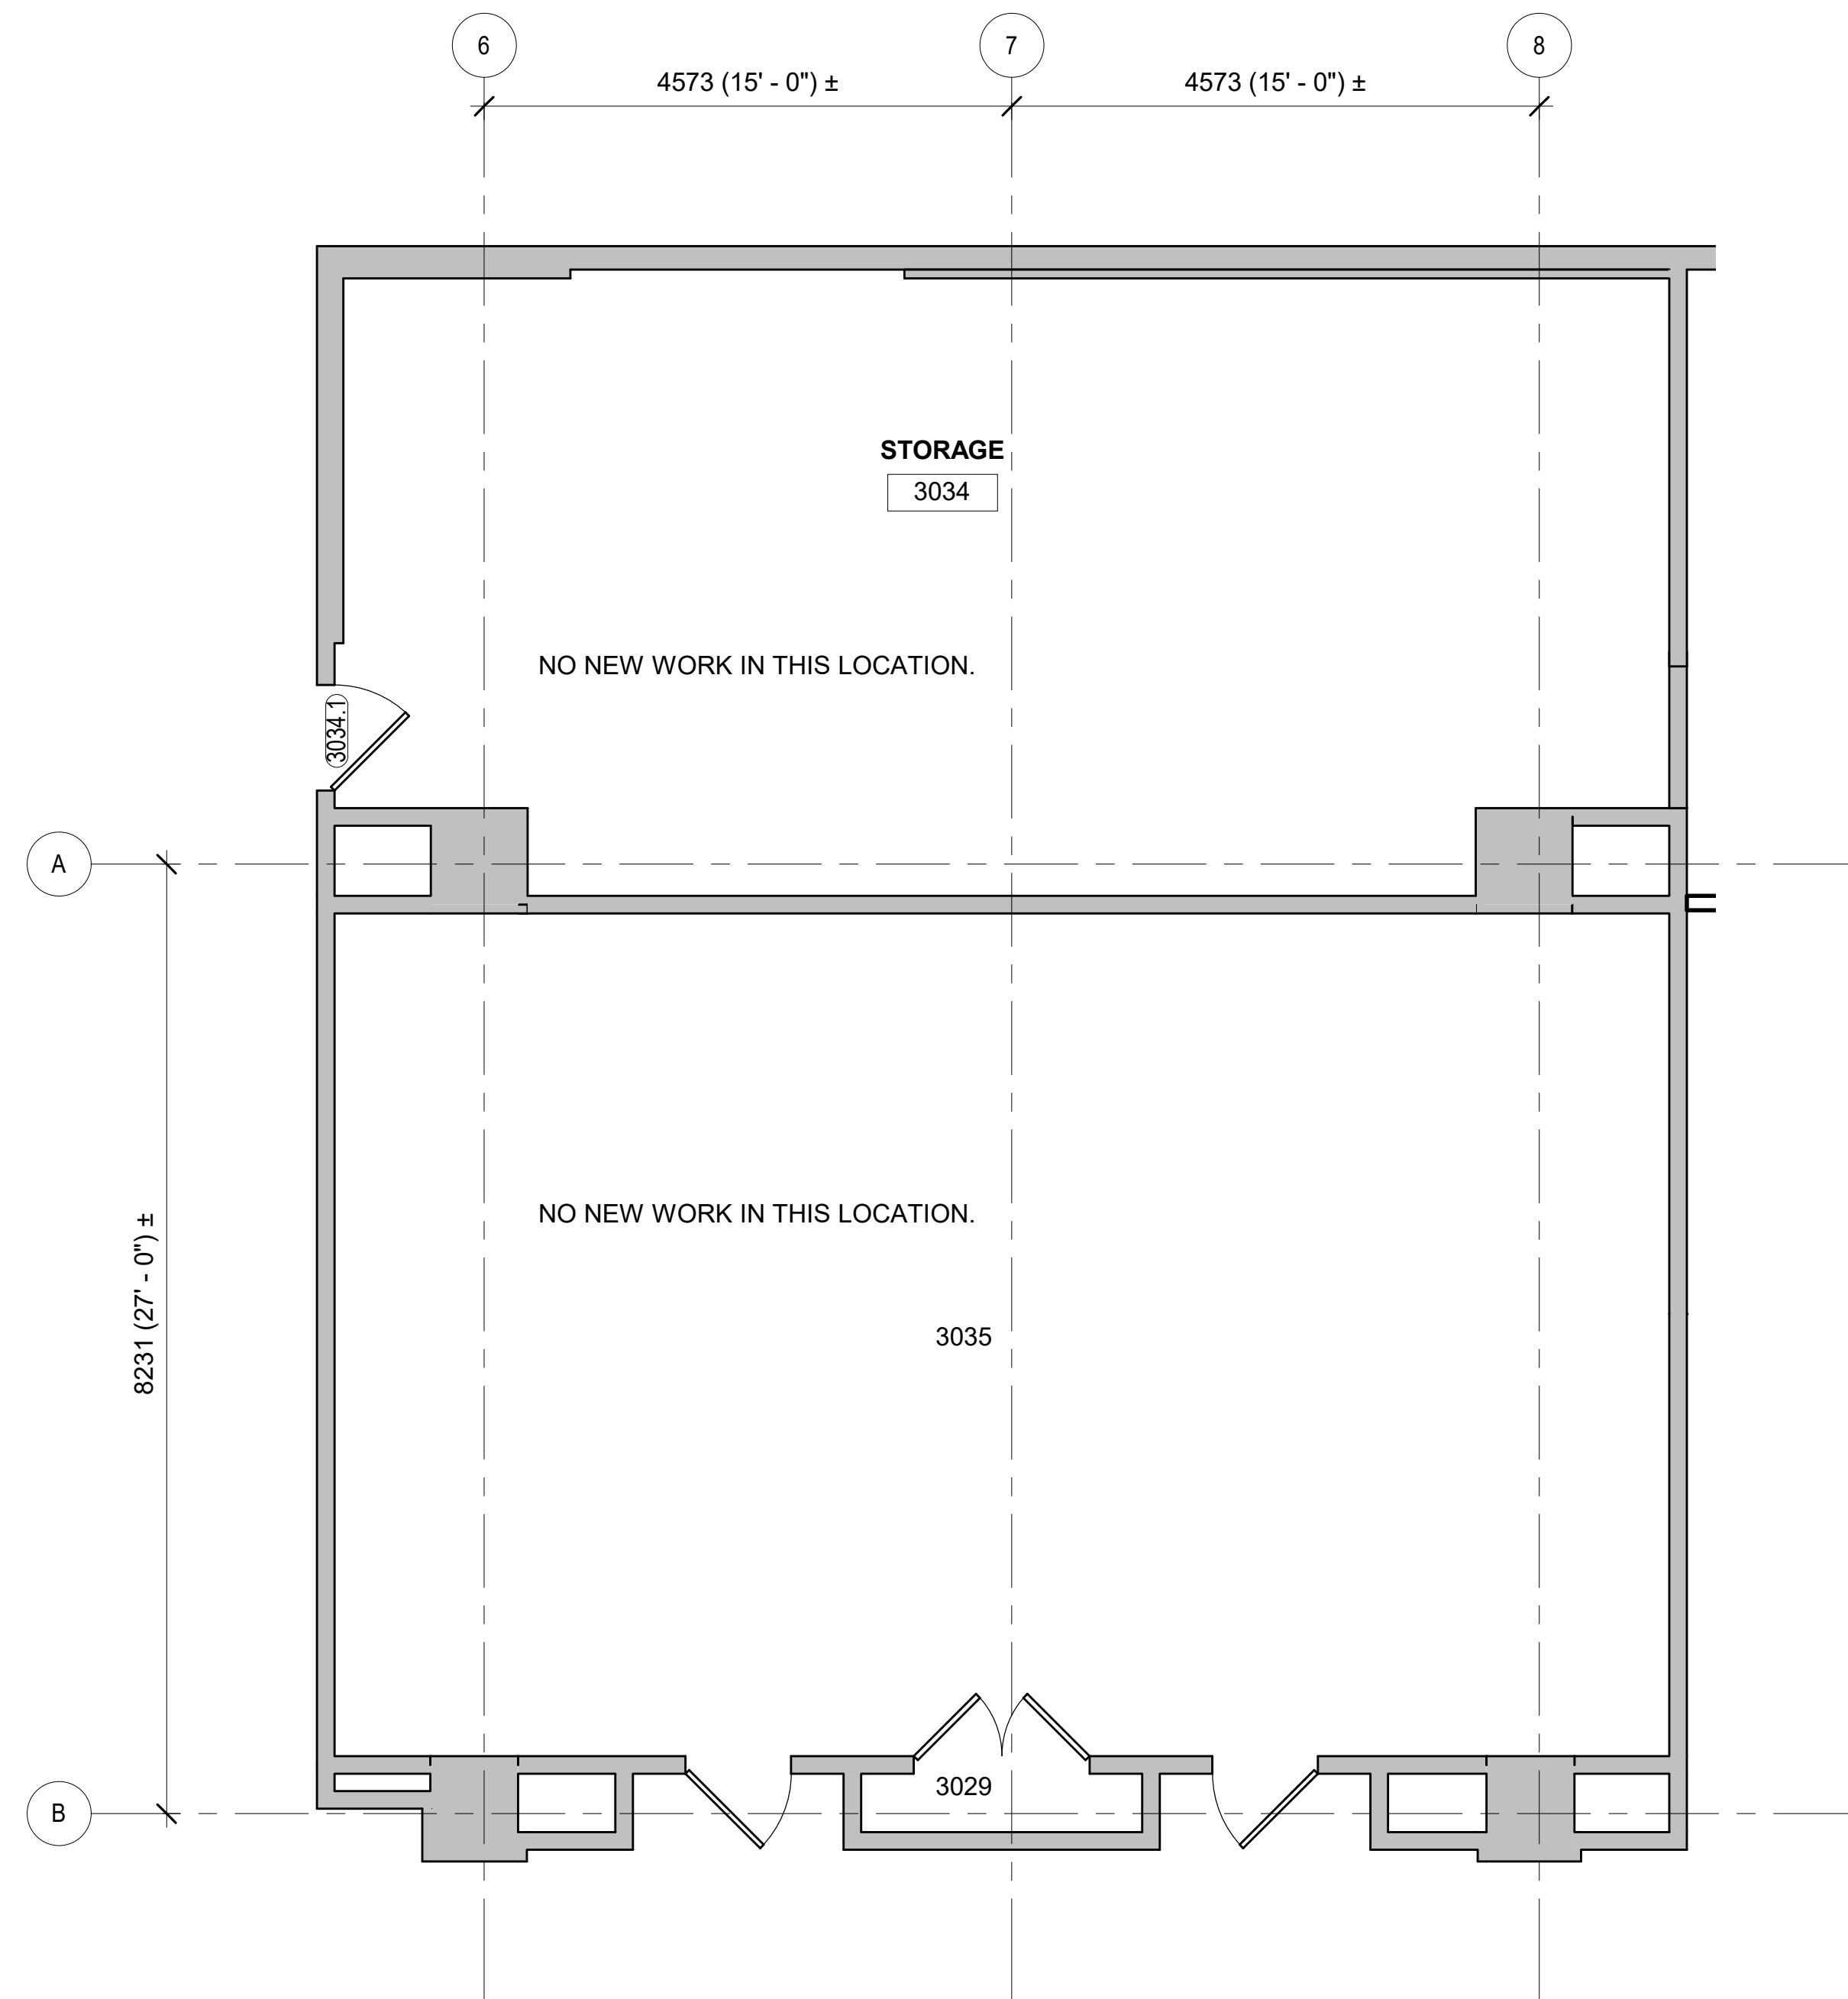 6
7
8
4573 (15' - 0") ±
4573 (15' - 0") ±
STORAGE
3034
NO NEW WORK IN THIS LOCATION.
3034.1
A
NO NEW WORK IN THIS LOCATION.
8231 (27' - 0") ±
3035
3029
B